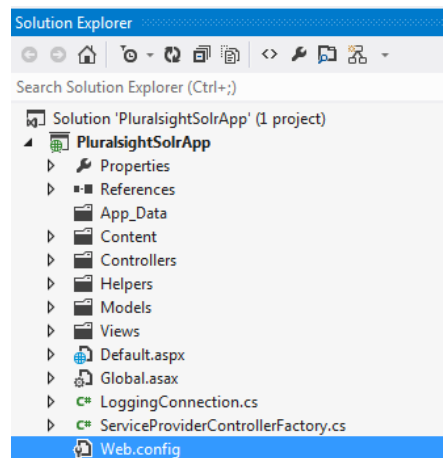 Solution Explorer
Search Solution Explorer (Ctrl+;)
Solution 'PluralsightSolrApp' (1 project)
PluralsightSolrApp
Properties
References
App_Data
Content
Controllers
Helpers
Models
Views
Default.aspx
Global.asax
C# LoggingConnection.cs
C# ServiceProviderControllerFactory.cs
Web.config